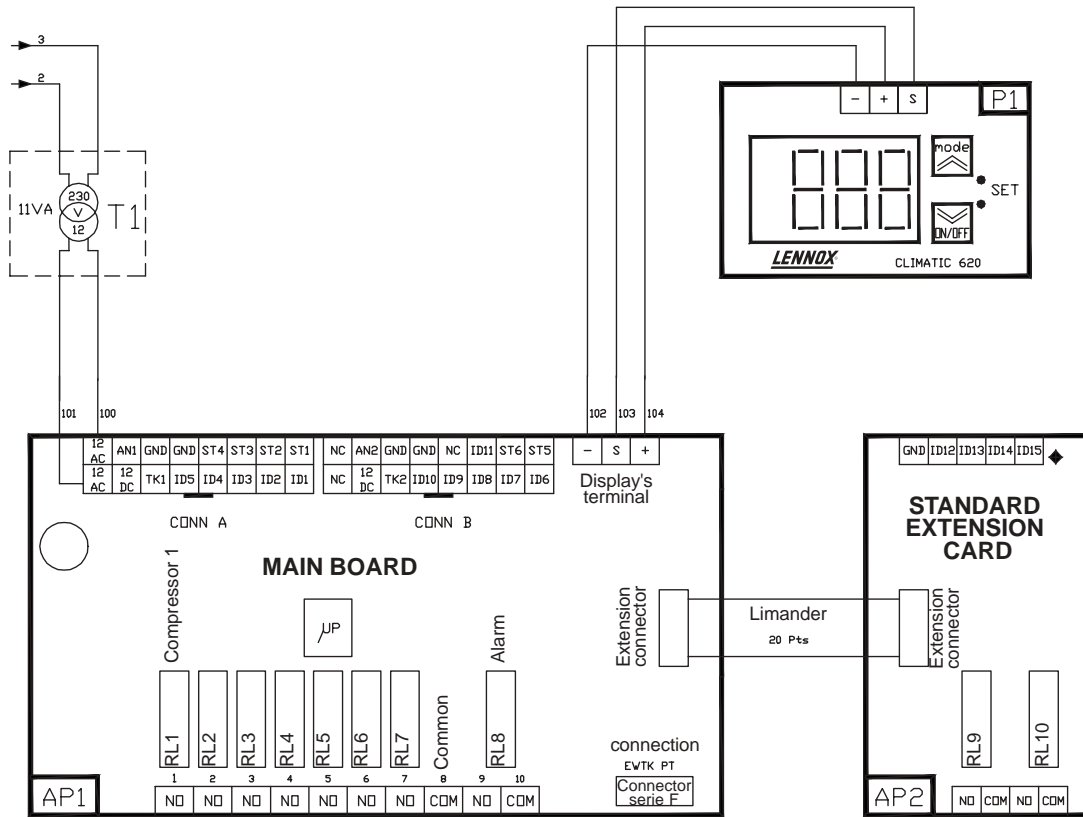 3
2
11VA
230
V
12
T1
- + S
P1
mode
SET
ON/OFF
LENNOX
CLIMATIC 620
101 100
102 103 104
12 AC AN1 GND GND ST4 ST3 ST2 ST1
12 AC 12 DC TK1 ID5 ID4 ID3 ID2 ID1
CONN A
NC AN2 GND GND NC ID11 ST6 ST5
NC 12 DC TK2 ID10 ID9 ID8 ID7 ID6
CONN B
- S +
Display's
terminal
MAIN BOARD
µP
Compressor 1
Alarm
Common
RL1
RL2
RL3
RL4
RL5
RL6
RL7
RL8
1 2 3 4 5 6 7 8 9 10
NO NO NO NO NO NO NO COM NO COM
AP1
Extension
connector
Limander
20 Pts
connection
EWTK PT
Connector
serie F
GND ID12 ID13 ID14 ID15
STANDARD
EXTENSION
CARD
Extension
connector
RL9
RL10
AP2
NO COM NO COM